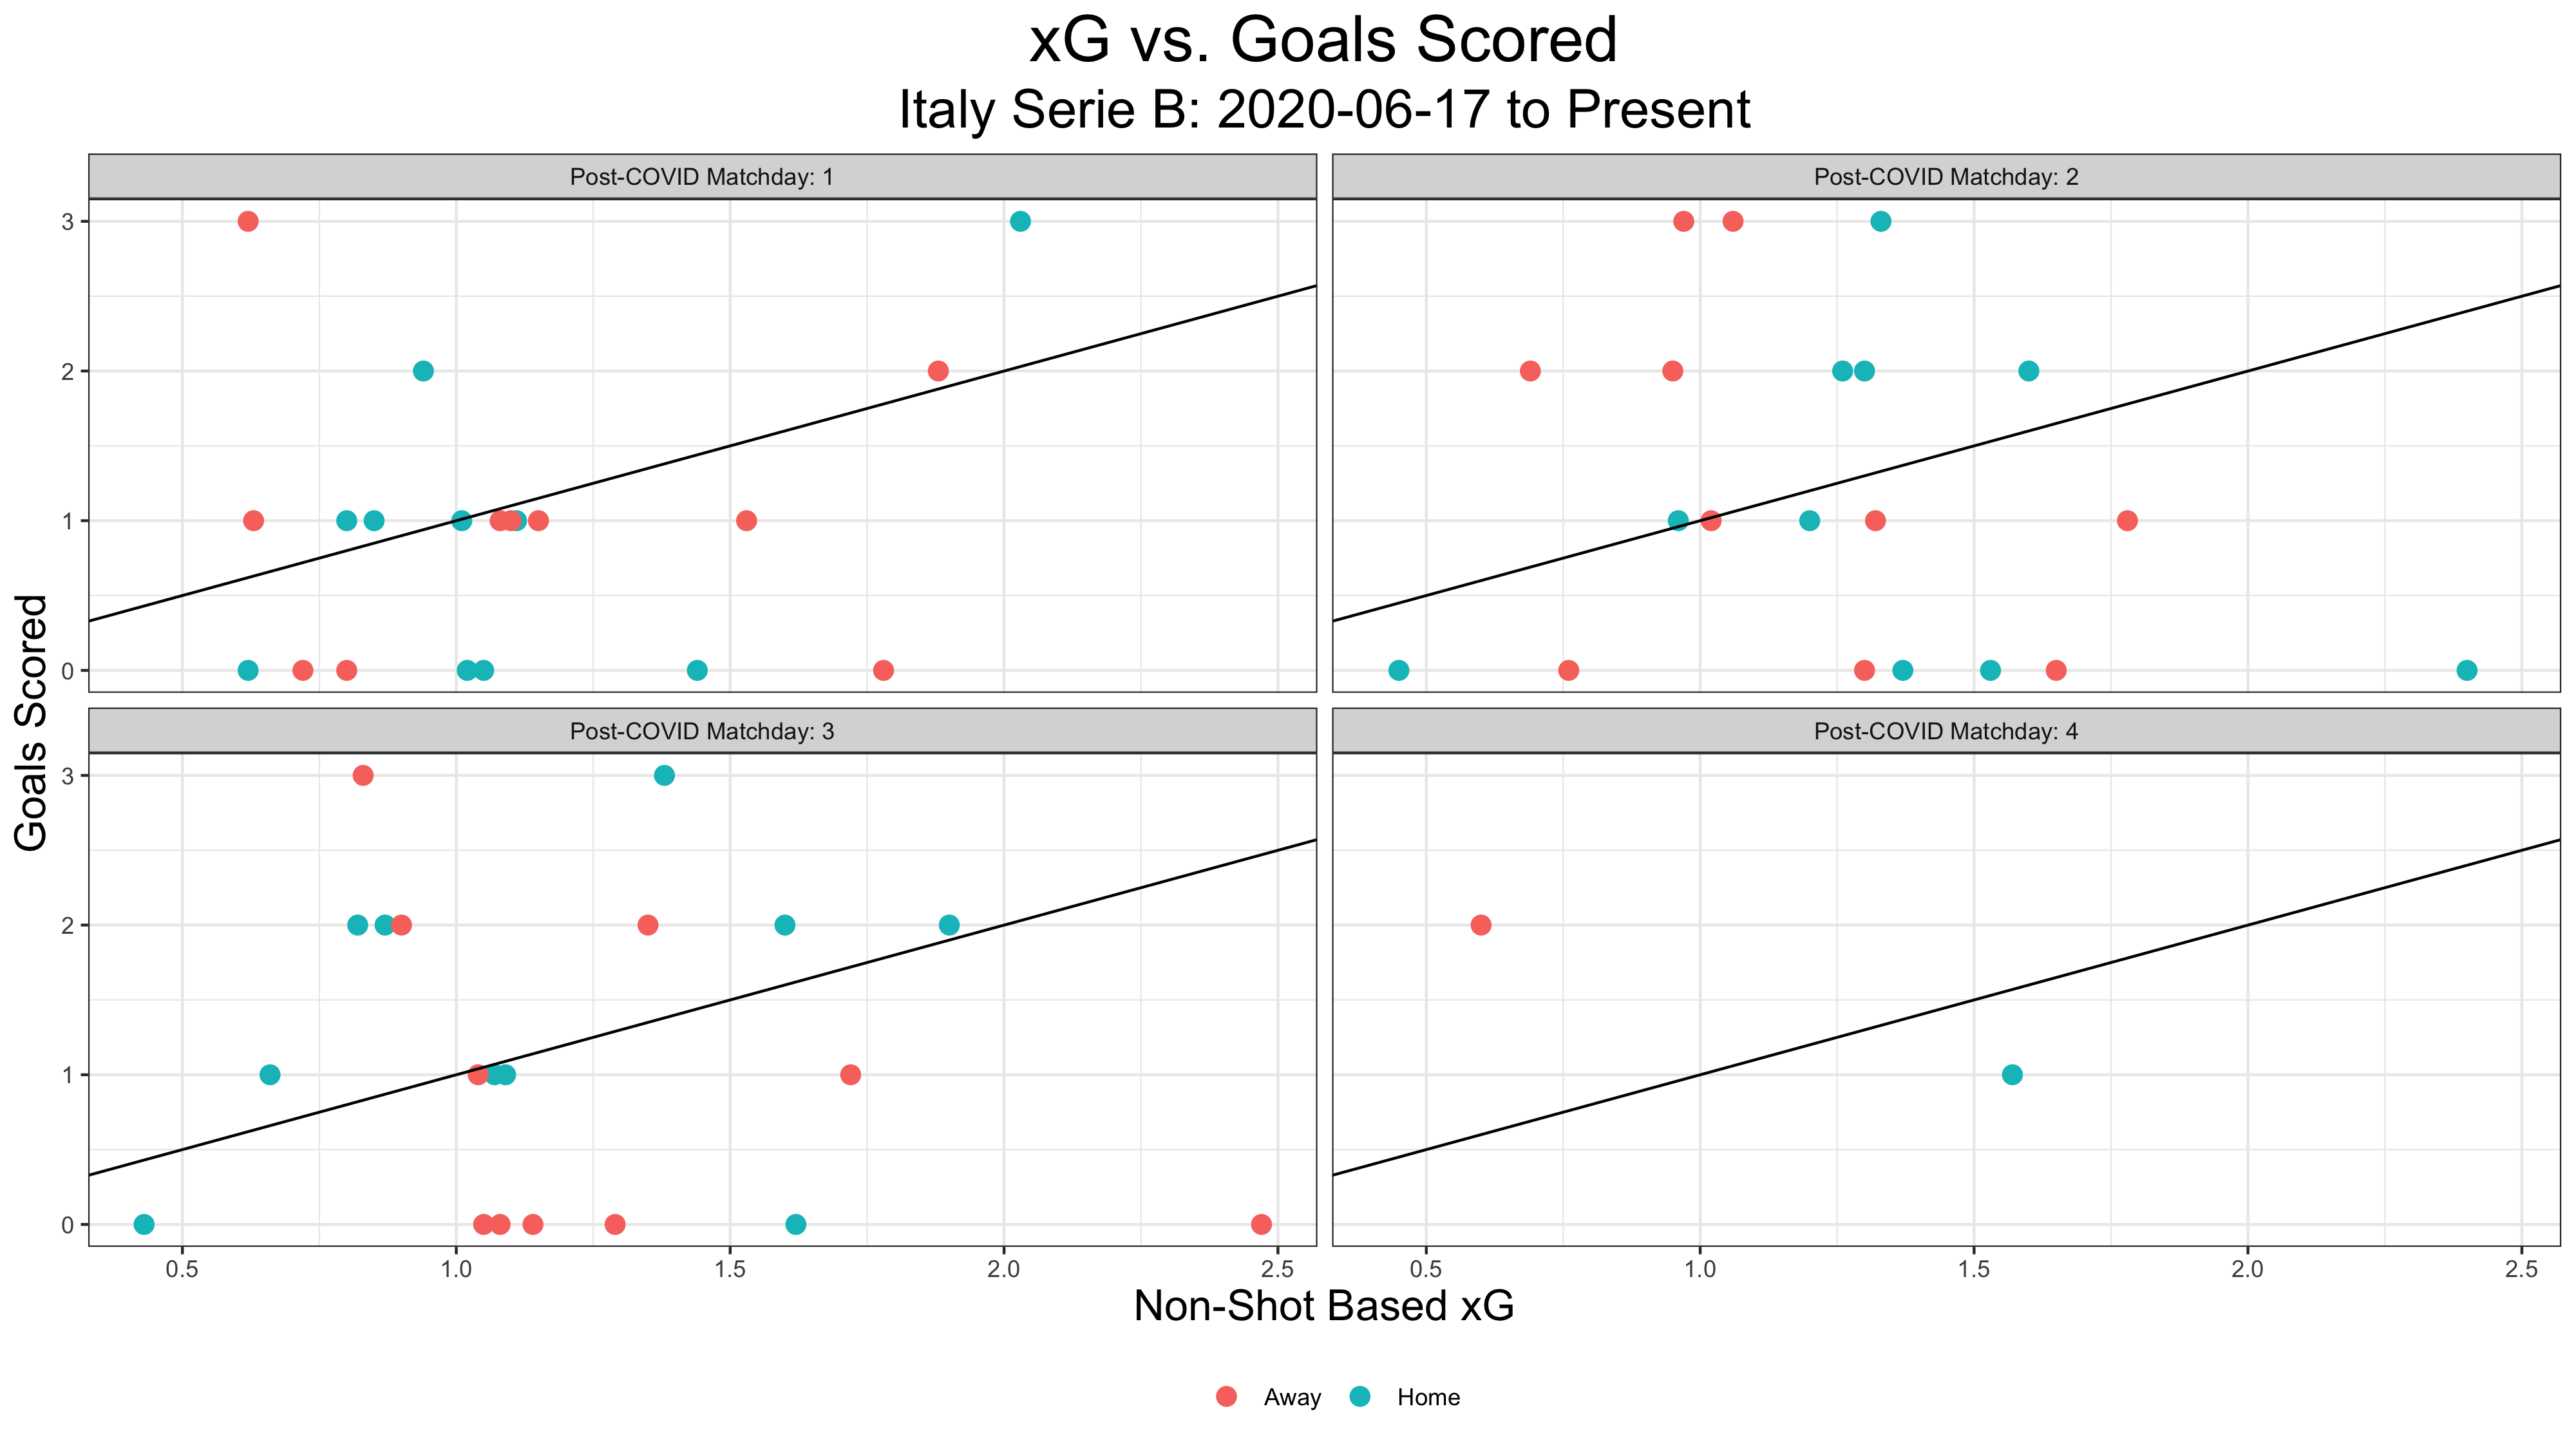 xG vs. Goals Scored
Italy Serie B: 2020-06-17 to Present
Post-COVID Matchday: 1
Post-COVID Matchday: 2
3
2
1
0
Post-COVID Matchday: 3
Post-COVID Matchday: 4
3
2
1
0
Goals Scored
0.5 1.0 1.5 2.0 2.5
0.5 1.0 1.5 2.0 2.5
Non-Shot Based xG
Away Home